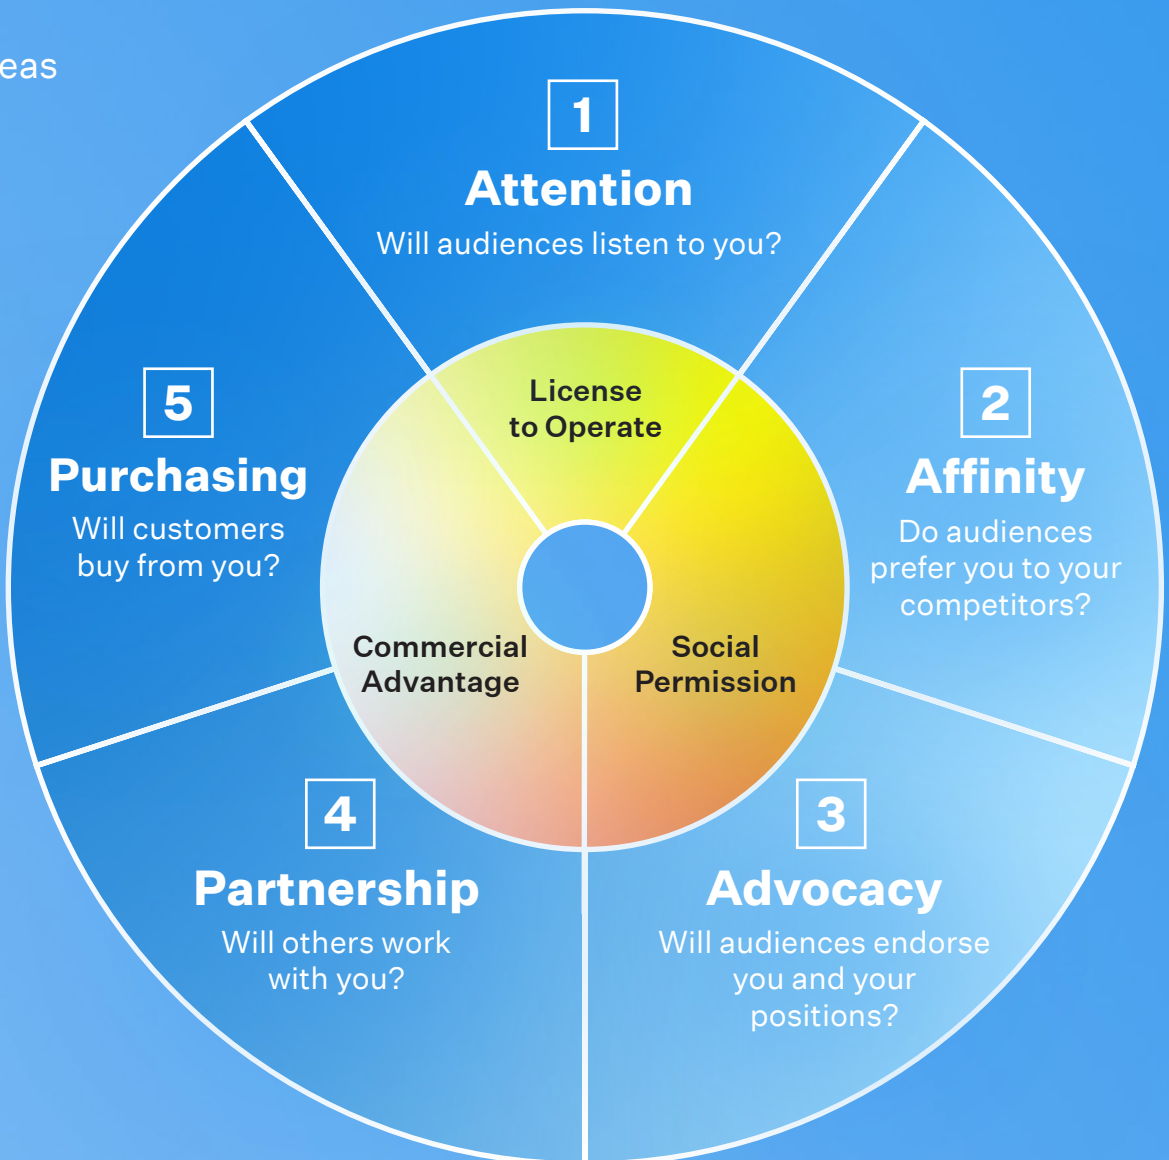 1
Attention
Will audiences listen to you?
2
Affinity
Do audiences
prefer you to your
competitors?
3
Advocacy
Will audiences endorse
you and your
positions?
4
Partnership
Will others work
with you?
5
Purchasing
Will customers
buy from you?
License
to Operate
Social
Permission
Commercial
Advantage